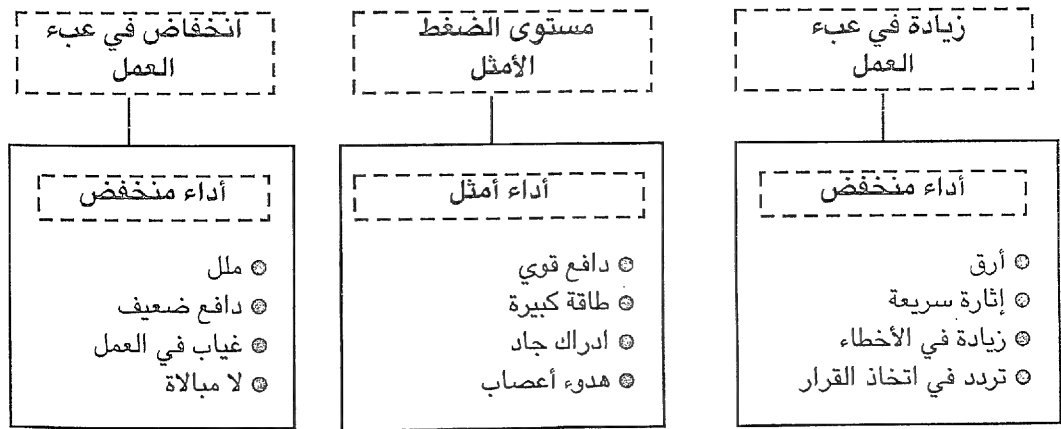 زيادة في عبء
العمل
أداء منخفض
أرق
إثارة سريعة
زيادة في الأخطاء
تردد في اتخاذ القرار
مستوى الضغط
الأمثل
أداء أمثل
دافع قوي
طاقة كبيرة
ادراك جاد
هدوء أعصاب
انخفاض في عبء
العمل
أداء منخفض
ملل
دافع ضعيف
غياب في العمل
لا مبالاة